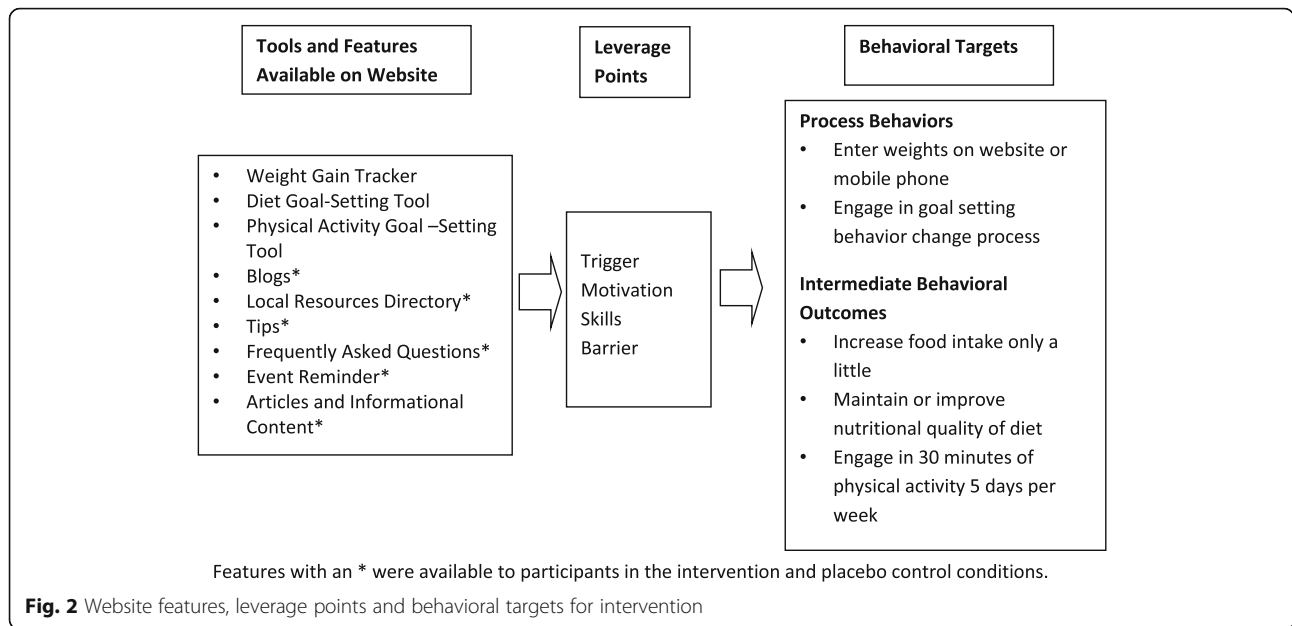 Tools and Features
Available on Website
Leverage
Points
Behavioral Targets
• Weight Gain Tracker
• Diet Goal-Setting Tool
• Physical Activity Goal –Setting
Tool
• Blogs*
• Local Resources Directory*
• Tips*
• Frequently Asked Questions*
• Event Reminder*
• Articles and Informational
Content*
Trigger
Motivation
Skills
Barrier
Process Behaviors
• Enter weights on website or
mobile phone
• Engage in goal setting
behavior change process
Intermediate Behavioral
Outcomes
• Increase food intake only a
little
• Maintain or improve
nutritional quality of diet
• Engage in 30 minutes of
physical activity 5 days per
week
Features with an * were available to participants in the intervention and placebo control conditions.
Fig. 2 Website features, leverage points and behavioral targets for intervention